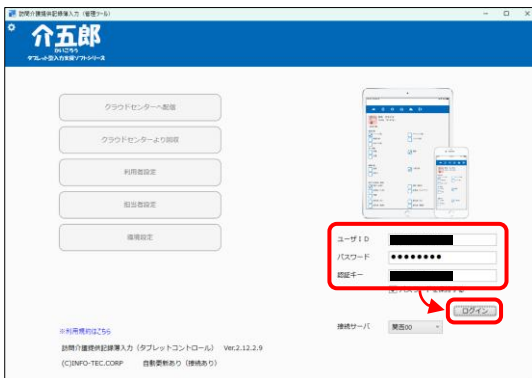 訪問介護提供記録簿入力（管理ツール）
介五郎
かいごろう
タブレット型入力支援ソフトシリーズ
クラウドセンターへ配信
クラウドセンターより回収
利用者設定
担当者設定
環境設定
ユーザID
パスワード
認証キー
ログイン
接続サーバ
関西00
※利用規約はこちら
訪問介護提供記録簿入力（タブレットコントロール） Ver.2.12.2.9
(C)INFO-TEC.CORP 自動更新あり（接続あり）